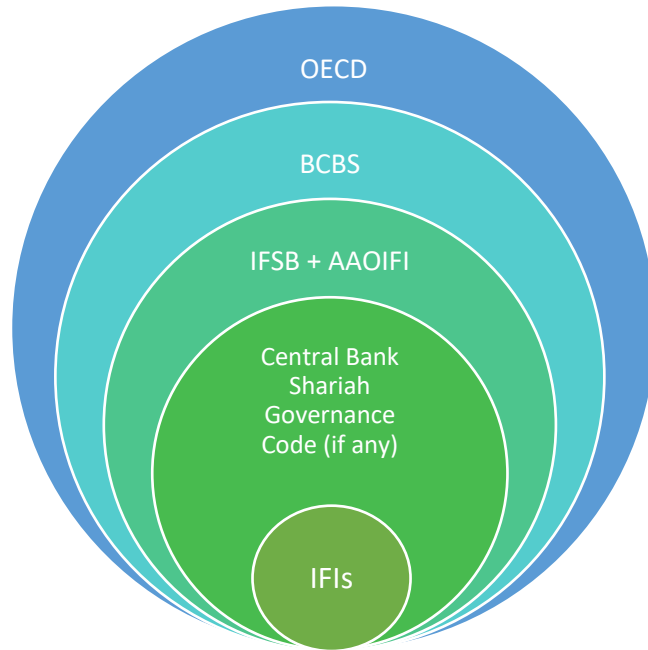 OECD
BCBS
IFSB + AAOIFI
Central Bank
Shariah
Governance
Code (if any)
IFIs